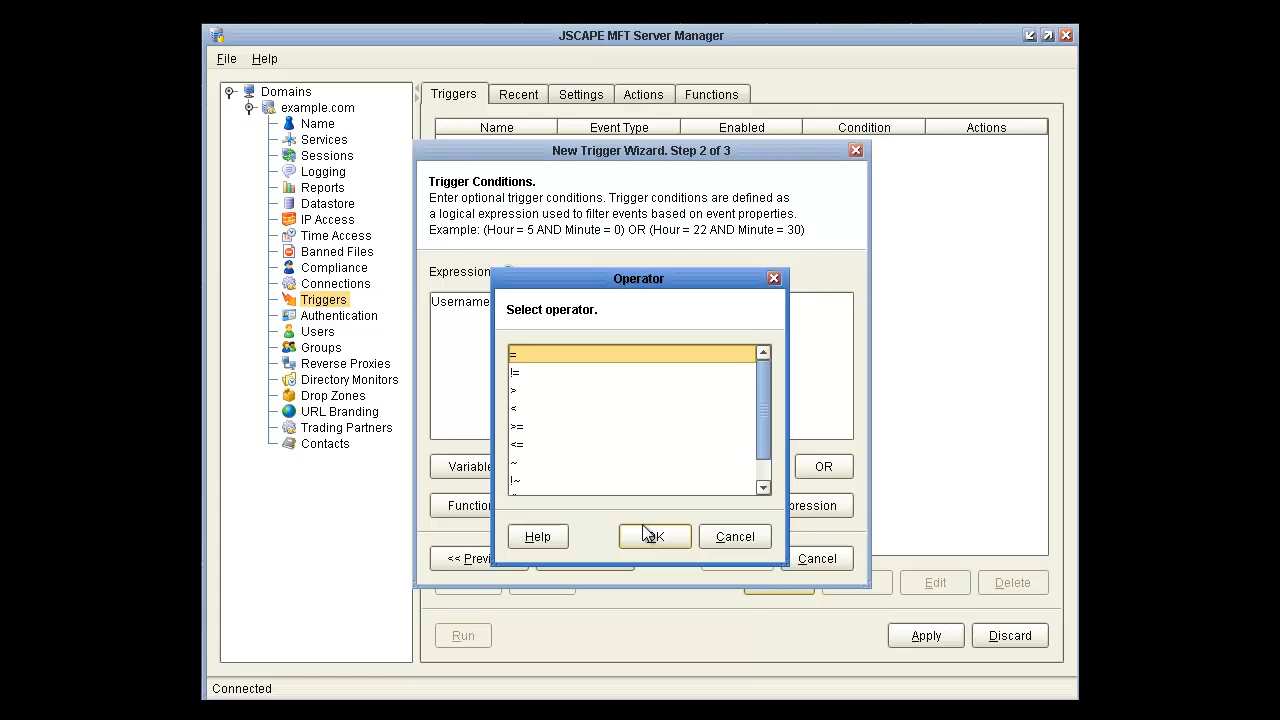 JSCAPE MFT Server Manager
File Help
Domains
example.com
Name
Services
Sessions
Logging
Reports
Datastore
IP Access
Time Access
Banned Files
Compliance
Connections
Triggers
Authentication
Users
Groups
Reverse Proxies
Directory Monitors
Drop Zones
URL Branding
Trading Partners
Contacts
Triggers Recent Settings Actions Functions
Name Event Type Enabled Condition Actions
New Trigger Wizard. Step 2 of 3
Trigger Conditions.
Enter optional trigger conditions. Trigger conditions are defined as
a logical expression used to filter events based on event properties.
Example: (Hour = 5 AND Minute = 0) OR (Hour = 22 AND Minute = 30)
Expression
Username
Operator
Select operator.
=
!=
>
<
>=
<=
~
!~
Help OK Cancel
OR
Cancel
Edit Delete
Run
Apply Discard
Connected